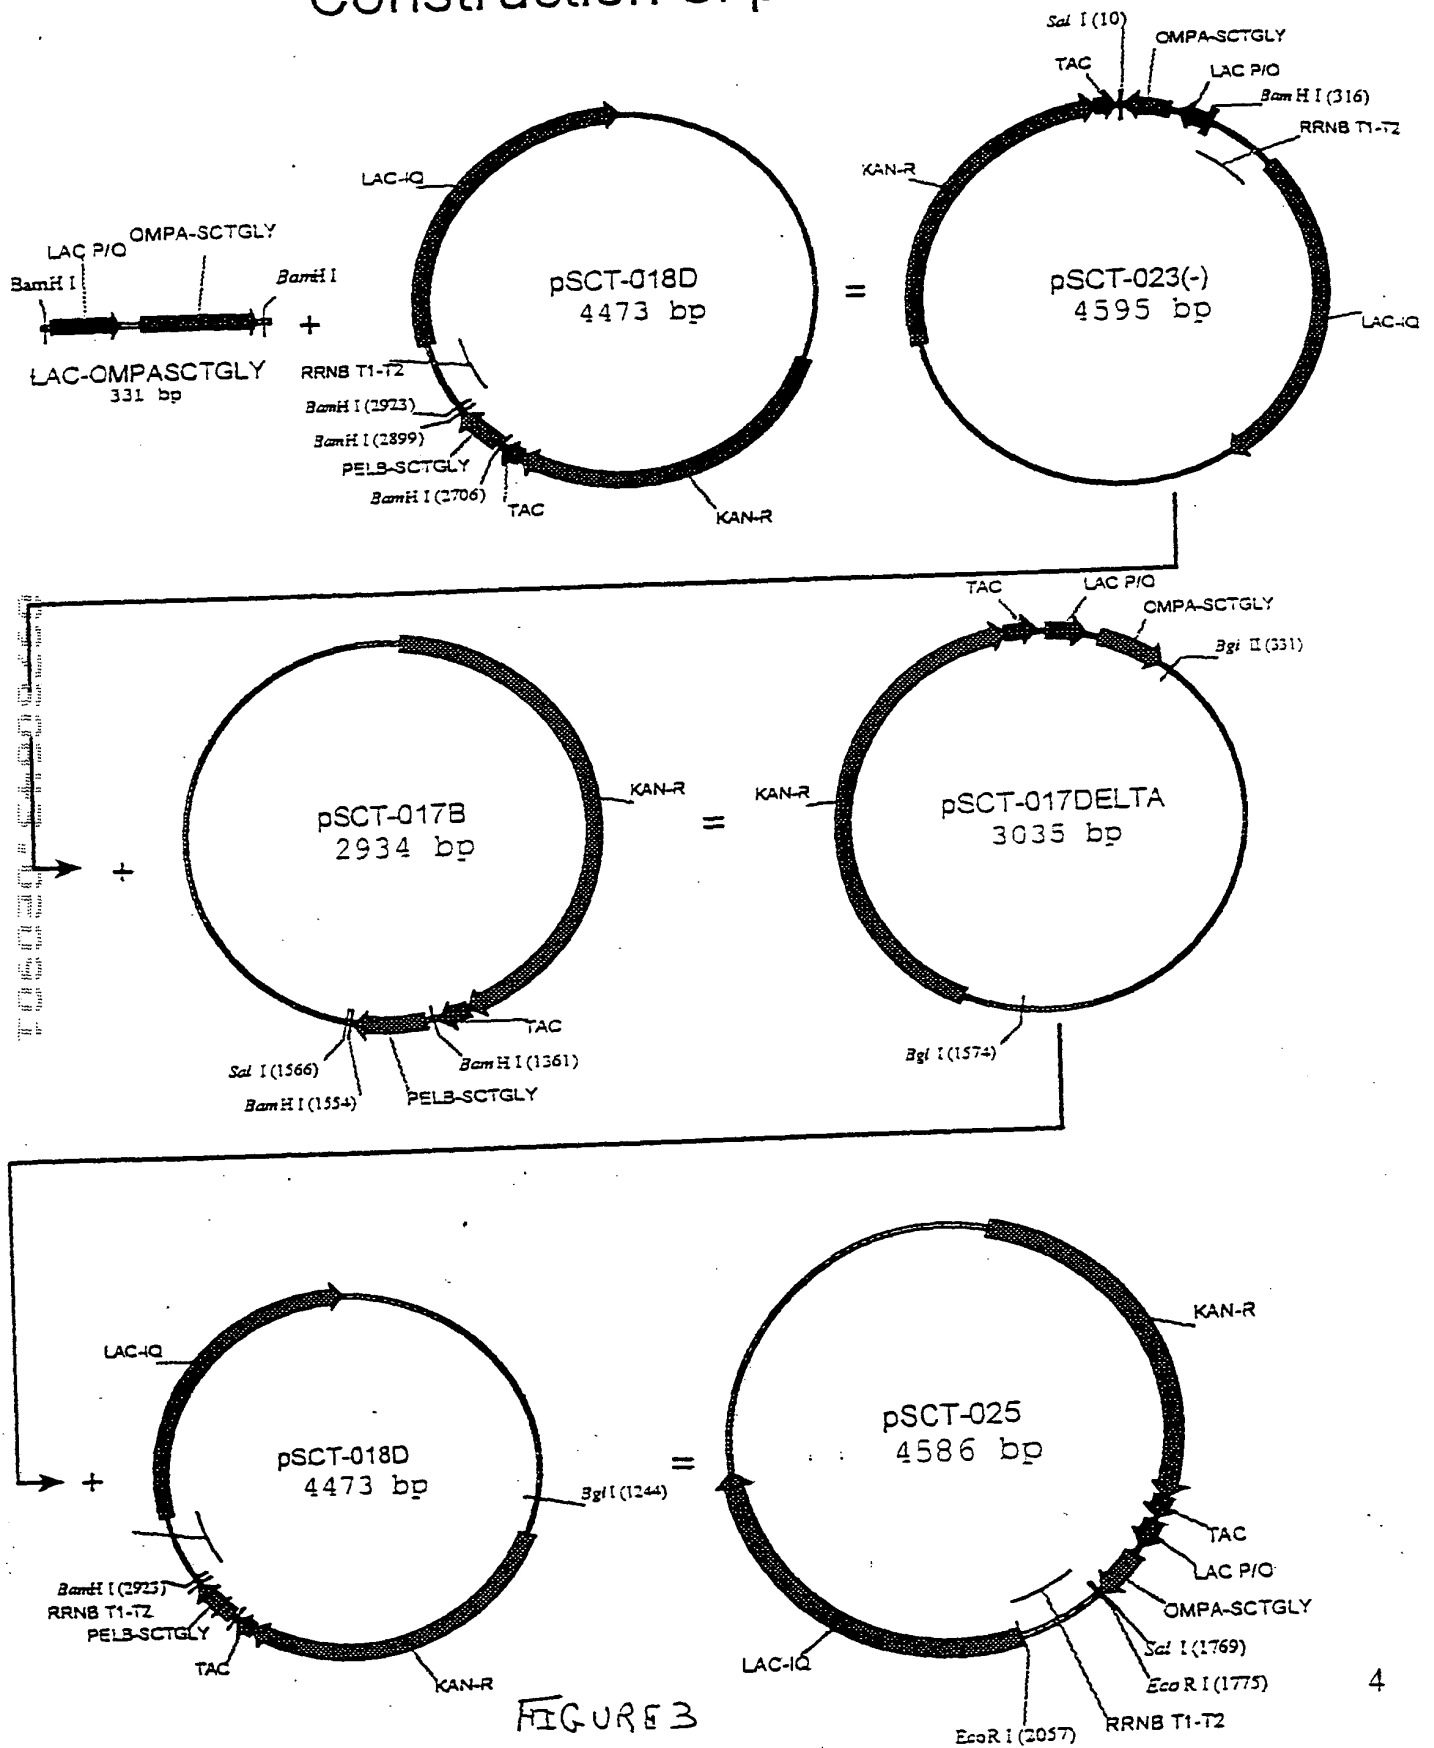 Construction of p
Sal I (10)
OMPA-SCTGLY
TAC
LAC P/O
BamH I (316)
RRNB T1-T2
LAC-IQ
KAN-R
LAC P/O
OMPA-SCTGLY
BamH I
BamH I
+
pSCT-018D
4473 bp
=
pSCT-023(-)
4595 bp
LAC-IQ
LAC-OMPASCTGLY
331 bp
RRNB T1-T2
BamH I (2923)
BamH I (2899)
PELB-SCTGLY
BamH I (2706)
TAC
KAN-R
TAC
LAC P/O
OMPA-SCTGLY
Bgl II (331)
KAN-R
KAN-R
pSCT-017B
2934 bp
=
pSCT-017DELTA
3035 bp
+
TAC
Sal I (1566)
BamH I (1361)
BamH I (1554)
PELB-SCTGLY
Bgl I (1574)
KAN-R
LAC-IQ
pSCT-018D
4473 bp
=
pSCT-025
4586 bp
+
Bgl I (1244)
TAC
LAC P/O
BamH I (2923)
RRNB T1-T2
PELB-SCTGLY
TAC
KAN-R
OMPA-SCTGLY
Sal I (1769)
LAC-IQ
EcoR I (1775)
RRNB T1-T2
EcoR I (2057)
FIGURE 3
4